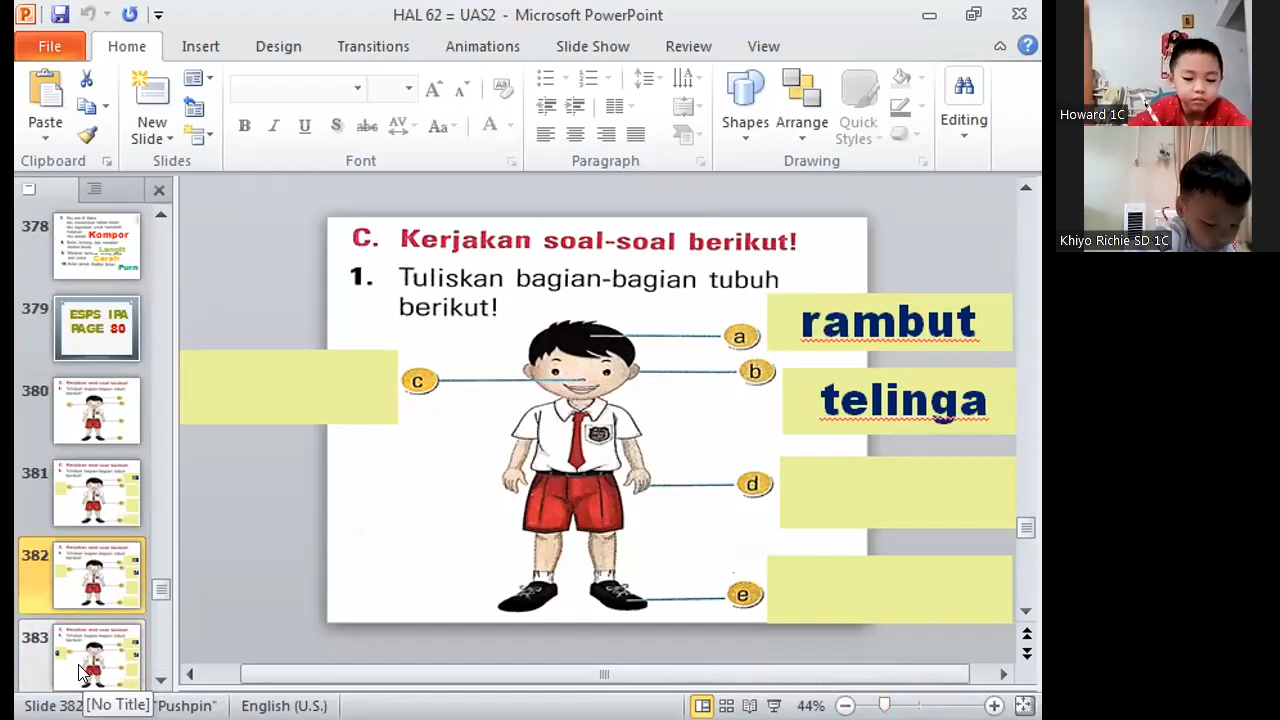 HAL 62 = UAS2 - Microsoft PowerPoint
File Home Insert Design Transitions Animations Slide Show Review View
Paste
New
Slide
Shapes Arrange Quick
Styles
Editing
Clipboard Slides Font Paragraph Drawing
378
Kompor
379
ESPS IPA
PAGE 80
380
381
382
383
C. Kerjakan soal-soal berikut!
1. Tuliskan bagian-bagian tubuh
berikut!
a rambut
b telinga
c
d
e
[No Title]
Slide 382 "Pushpin" English (U.S.) 44%
Howard 1C
Khiyo Richie SD 1C